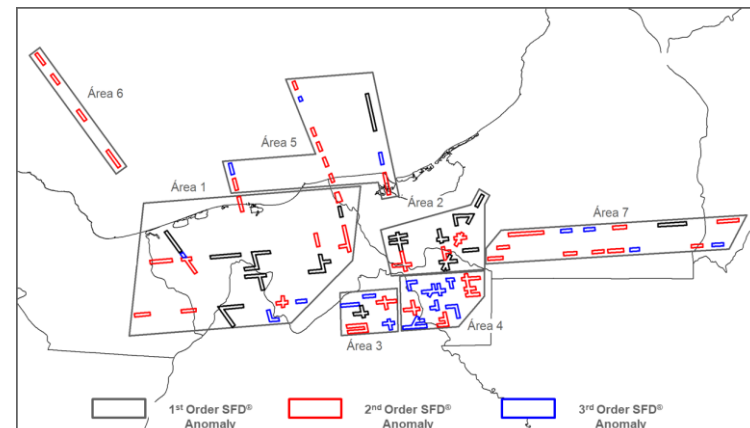 Área 6
Área 5
Área 1
Área 2
Área 7
Área 3
Área 4
1st Order SFD®
Anomaly
2nd Order SFD®
Anomaly
3rd Order SFD®
Anomaly